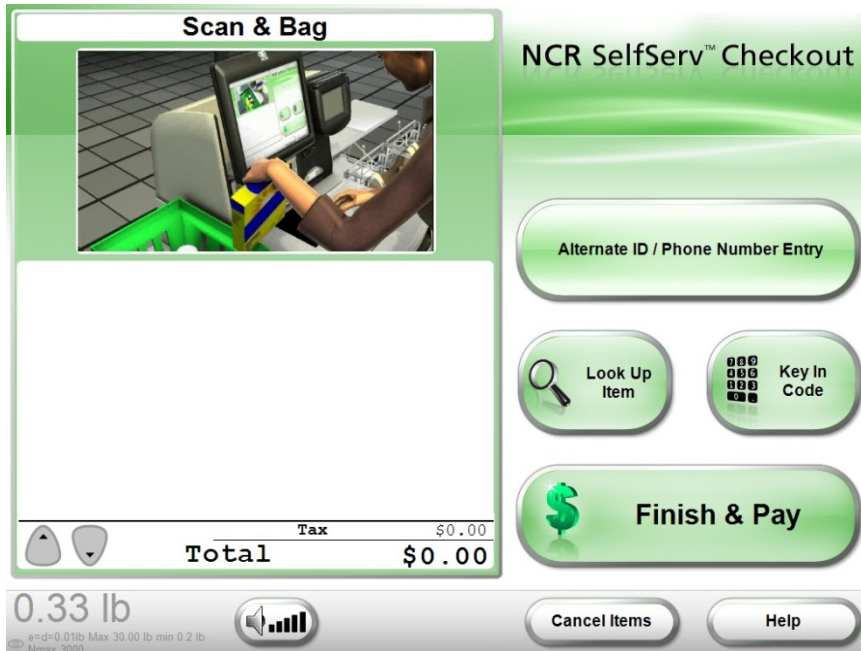 Scan & Bag
NCR SelfServ™ Checkout
Alternate ID / Phone Number Entry
Look Up
Item
Key In
Code
Finish & Pay
Tax $0.00
Total $0.00
0.33 lb
e=d=0.01lb Max 30.00 lb min 0.2 lb
Nmax 3000
Cancel Items
Help